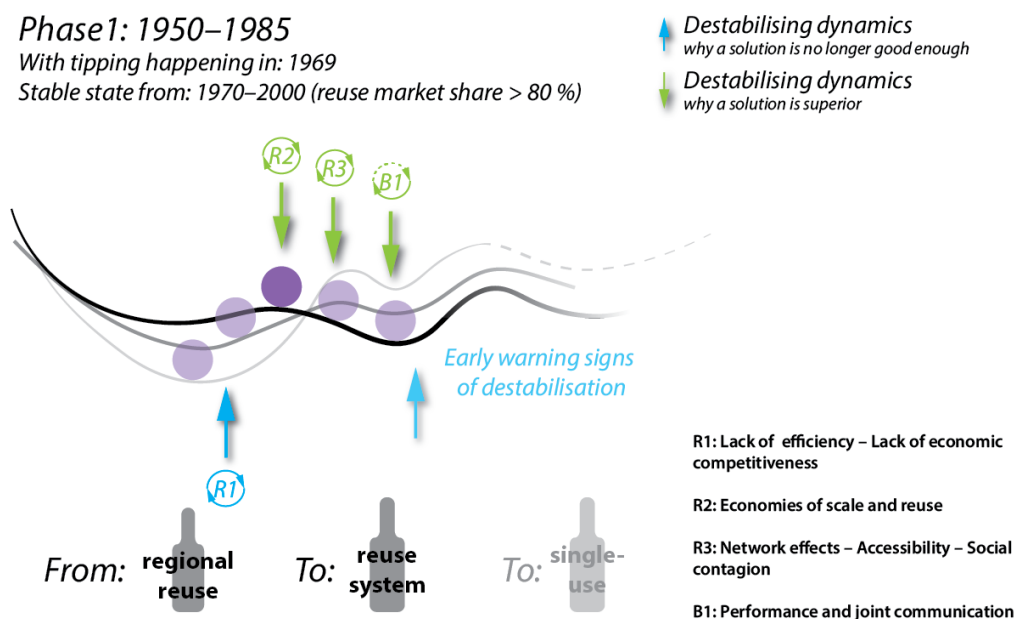 Phase1: 1950–1985
With tipping happening in: 1969
Stable state from: 1970–2000 (reuse market share > 80 %)
Destabilising dynamics
why a solution is no longer good enough
Destabilising dynamics
why a solution is superior
R2
R3
B1
Early warning signs
of destabilisation
R1
From:
regional
reuse
To:
reuse
system
To:
single-
use
R1: Lack of efficiency – Lack of economic
competitiveness
R2: Economies of scale and reuse
R3: Network effects – Accessibility – Social
contagion
B1: Performance and joint communication